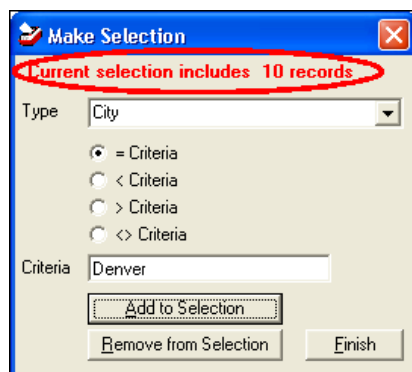 Make Selection
Current selection includes 10 records
Type City
= Criteria
< Criteria
> Criteria
<> Criteria
Criteria Denver
Add to Selection
Remove from Selection Finish